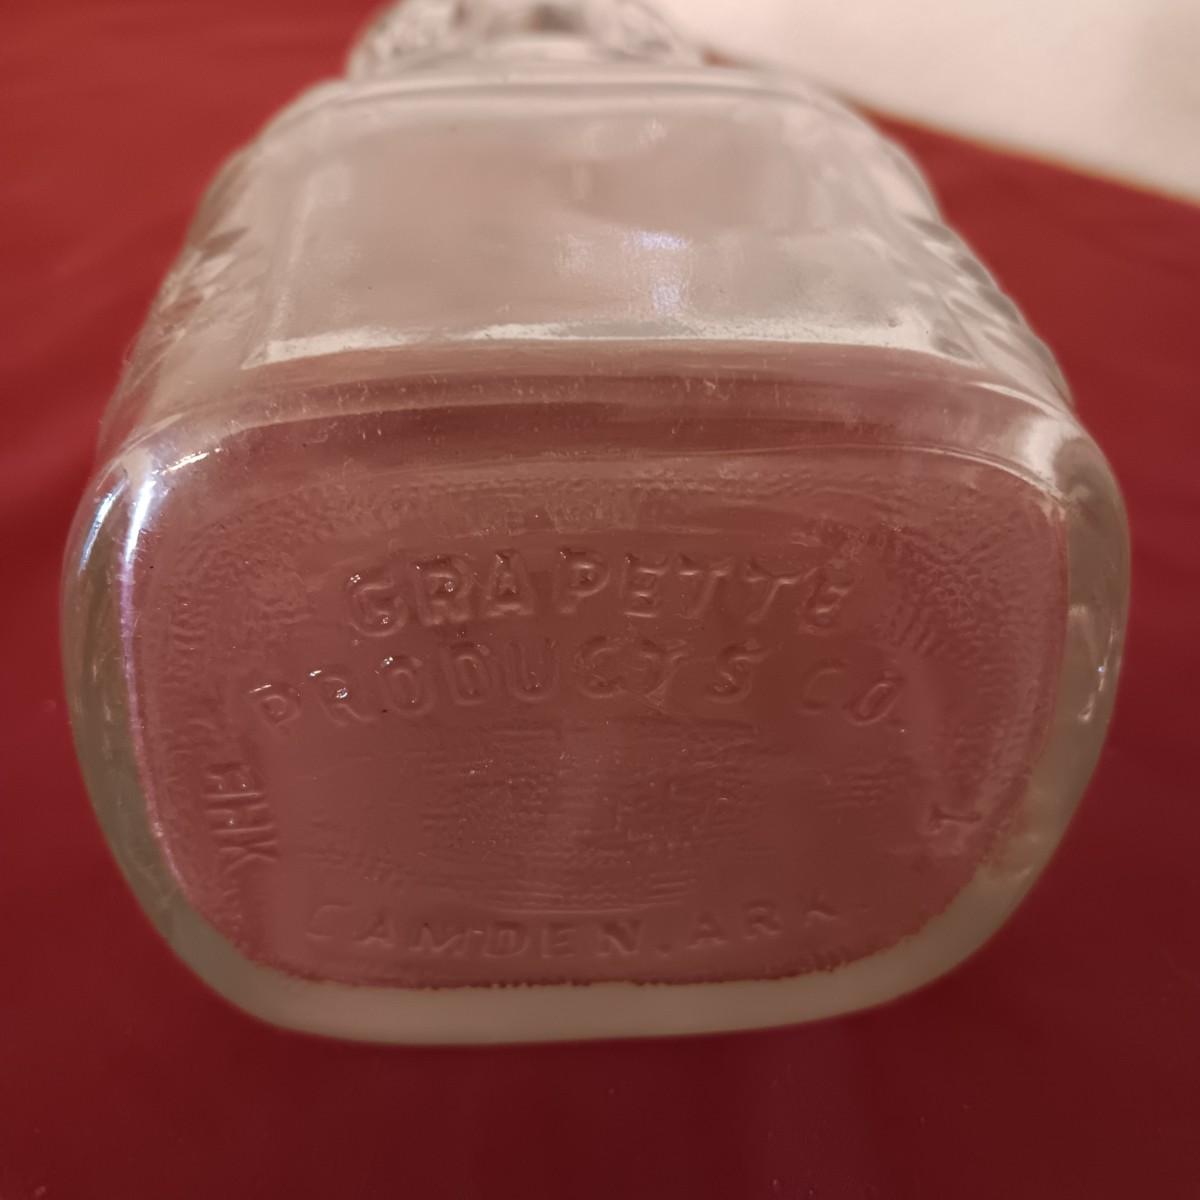 GRAPETTE
PRODUCTS CO.
CAMDEN, ARK.